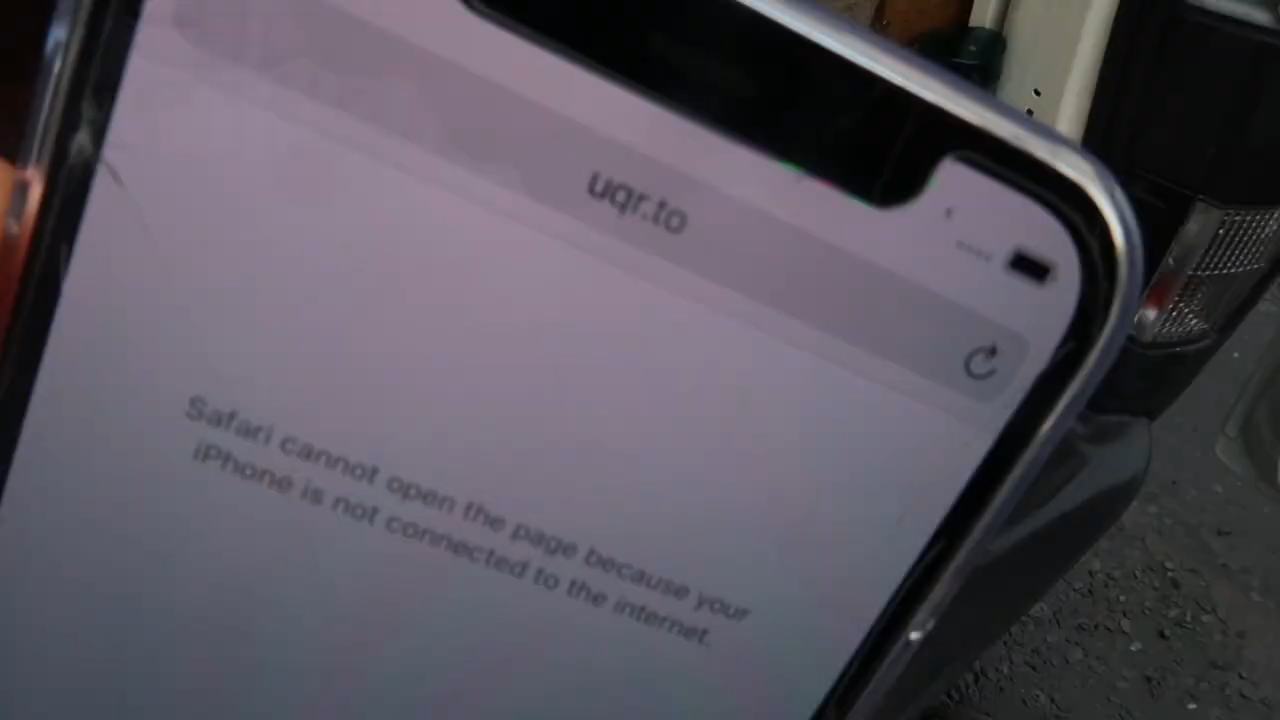 uqr.to
Safari cannot open the page because your
iPhone is not connected to the internet.